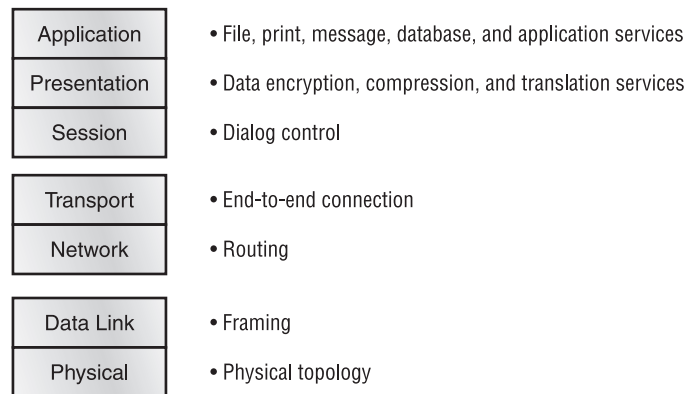 Application • File, print, message, database, and application services
Presentation • Data encryption, compression, and translation services
Session • Dialog control
Transport • End-to-end connection
Network • Routing
Data Link • Framing
Physical • Physical topology